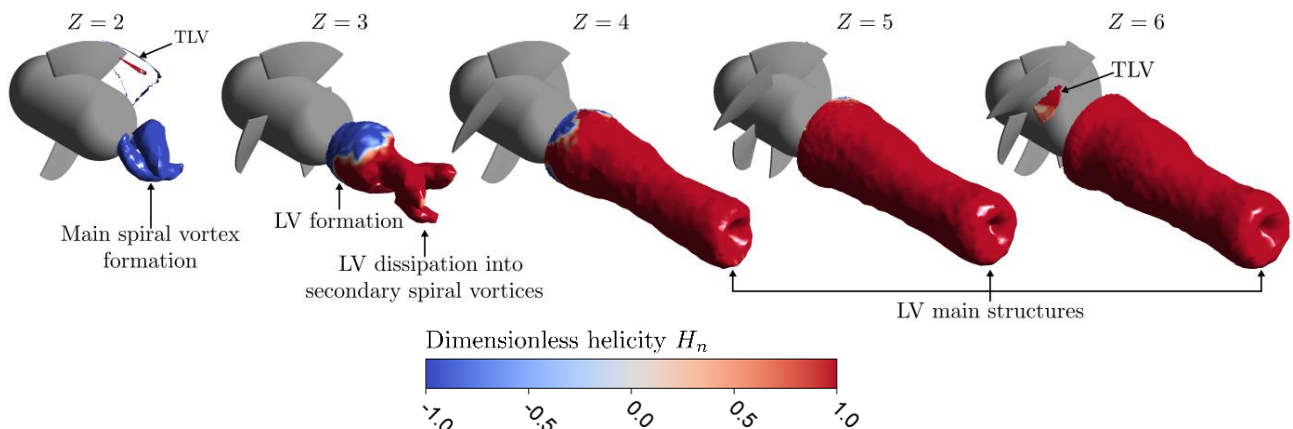 Z = 2
Z = 3
Z = 4
Z = 5
Z = 6
TLV
TLV
Main spiral vortex
formation
LV formation
LV dissipation into
secondary spiral vortices
LV main structures
Dimensionless helicity Hₙ
-1.0
-0.5
0.0
0.5
1.0